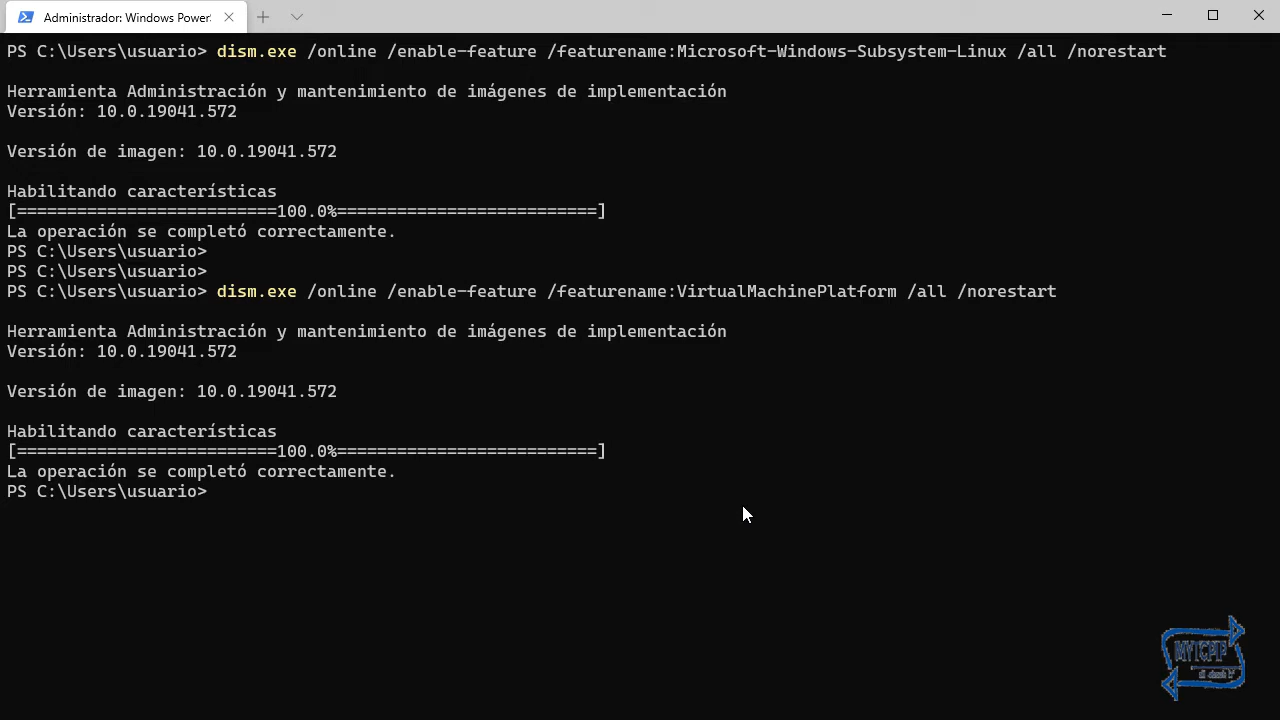 Administrador: Windows Power
PS C:\Users\usuario> dism.exe /online /enable-feature /featurename:Microsoft-Windows-Subsystem-Linux /all /norestart
Herramienta Administración y mantenimiento de imágenes de implementación
Versión: 10.0.19041.572
Versión de imagen: 10.0.19041.572
Habilitando características
[==========================100.0%==========================]
La operación se completó correctamente.
PS C:\Users\usuario>
PS C:\Users\usuario>
PS C:\Users\usuario> dism.exe /online /enable-feature /featurename:VirtualMachinePlatform /all /norestart
Herramienta Administración y mantenimiento de imágenes de implementación
Versión: 10.0.19041.572
Versión de imagen: 10.0.19041.572
Habilitando características
[==========================100.0%==========================]
La operación se completó correctamente.
PS C:\Users\usuario>